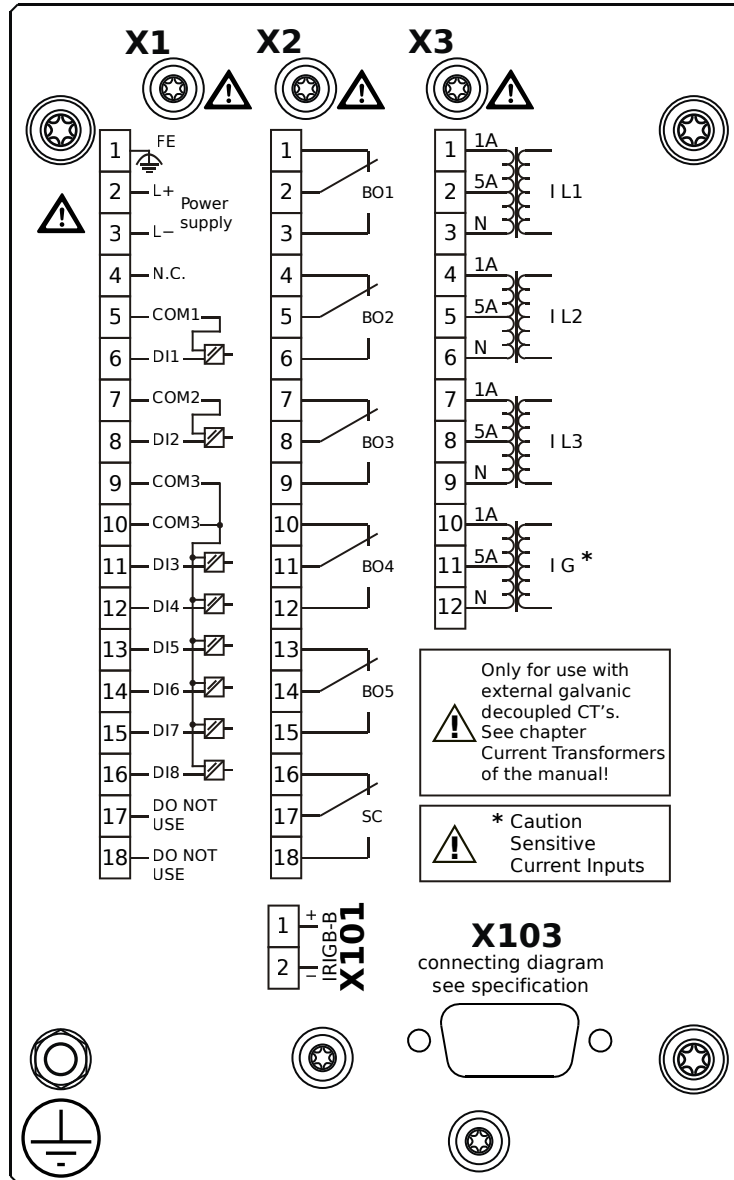 X1 X2 X3
1 FE
2 L+
Power
supply
3 L−
4 N.C.
5 COM1
6 DI1
7 COM2
8 DI2
9 COM3
10 COM3
11 DI3
12 DI4
13 DI5
14 DI6
15 DI7
16 DI8
17 DO NOT
USE
18 DO NOT
USE
1
2 BO1
3
4
5 BO2
6
7
8 BO3
9
10
11 BO4
12
13
14 BO5
15
16
17 SC
18
1 1A
2 5A I L1
3 N
4 1A
5 5A I L2
6 N
7 1A
8 5A I L3
9 N
10 1A
11 5A I G *
12 N
Only for use with
external galvanic
decoupled CT's.
See chapter
Current Transformers
of the manual!
* Caution
Sensitive
Current Inputs
1 +
2 −
IRIGB-B
X101
X103
connecting diagram
see specification